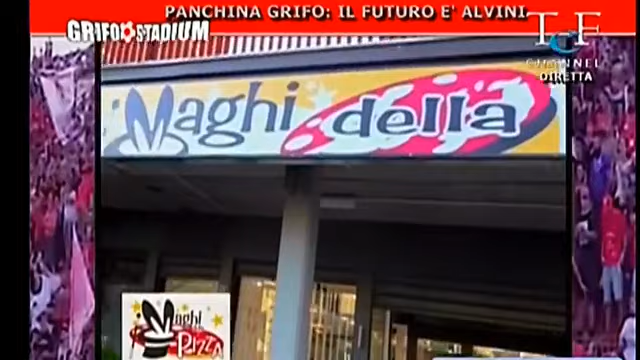 PANCHINA GRIFO: IL FUTURO E' ALVINI
GRIFO STADIUM
TEF
CHANNEL
DIRETTA
Maghi della
Maghi
PIZZA